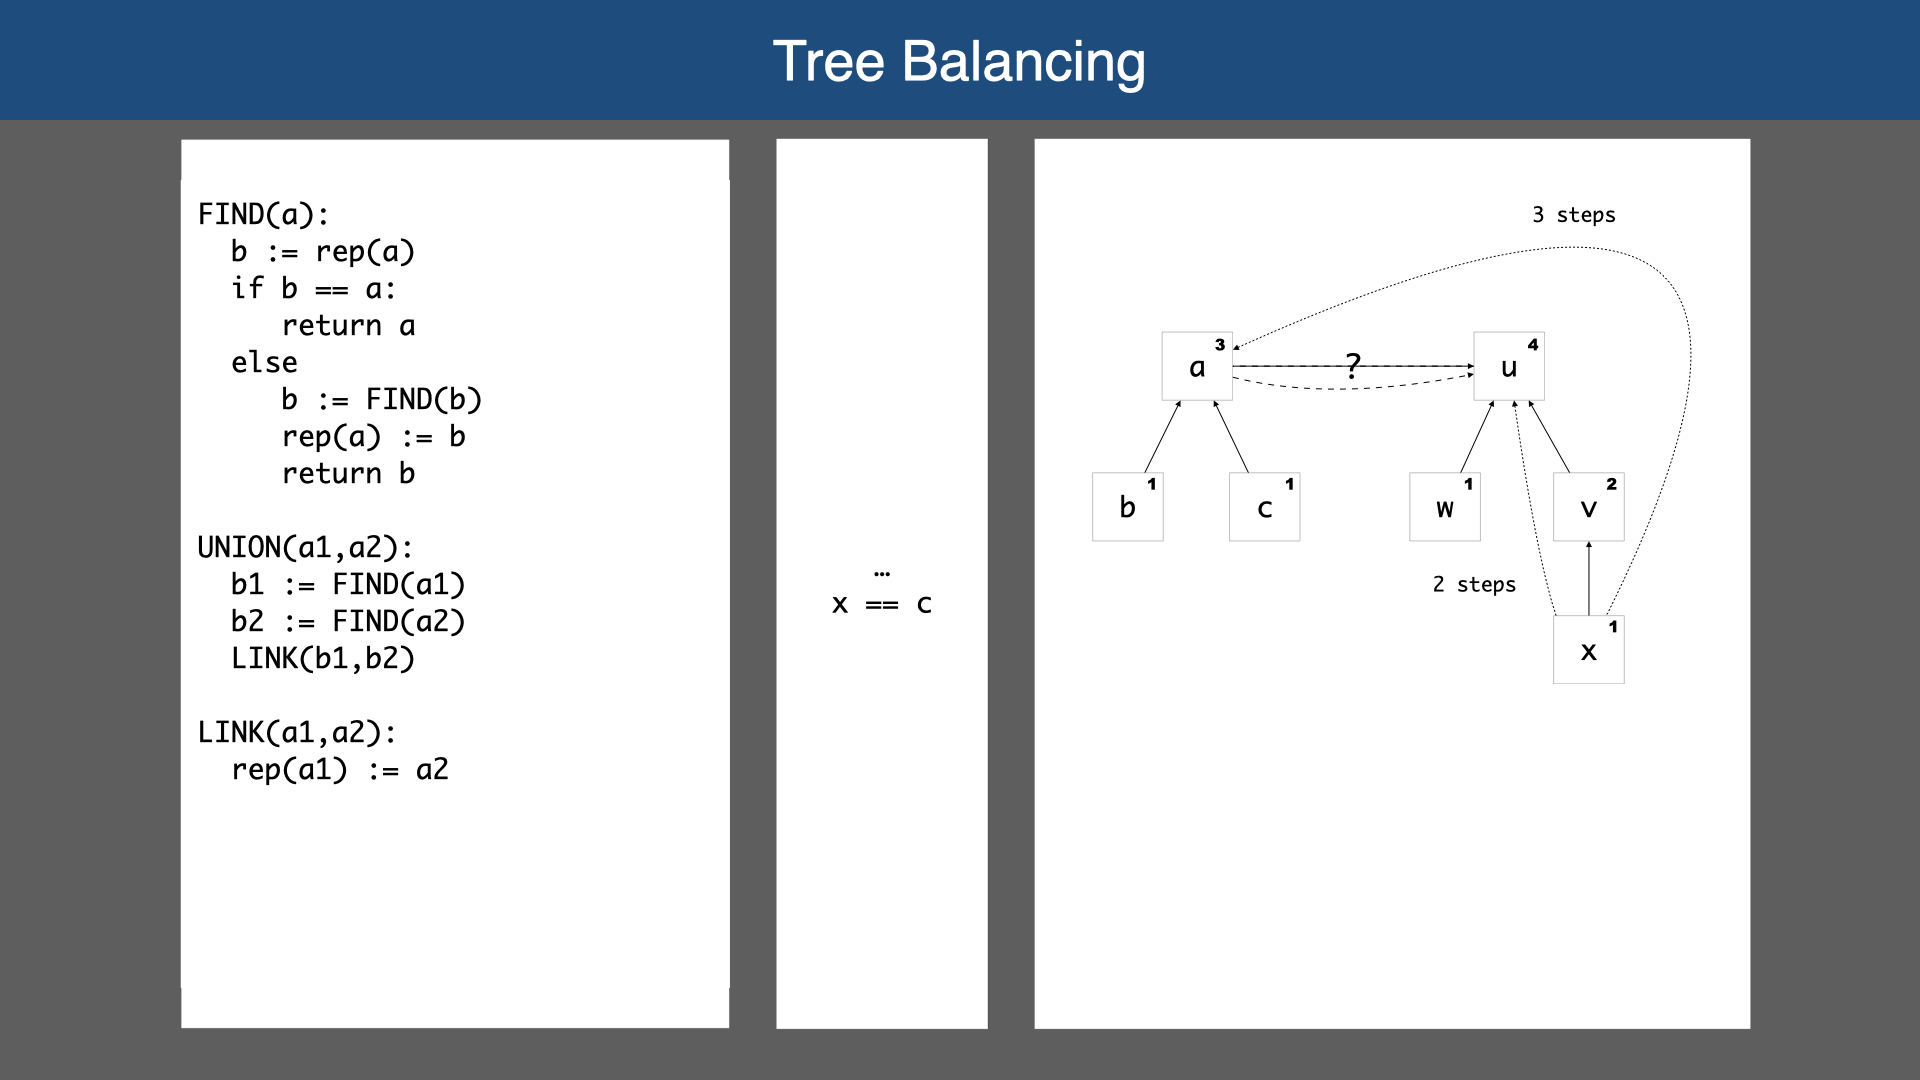 Tree Balancing
FIND(a):
  b := rep(a)
  if b == a:
     return a
  else
     b := FIND(b)
     rep(a) := b
     return b

UNION(a1,a2):
  b1 := FIND(a1)
  b2 := FIND(a2)
  LINK(b1,b2)

LINK(a1,a2):
  rep(a1) := a2
…
x == c
3 steps
a 3
?
u 4
b 1
c 1
w 1
v 2
2 steps
x 1